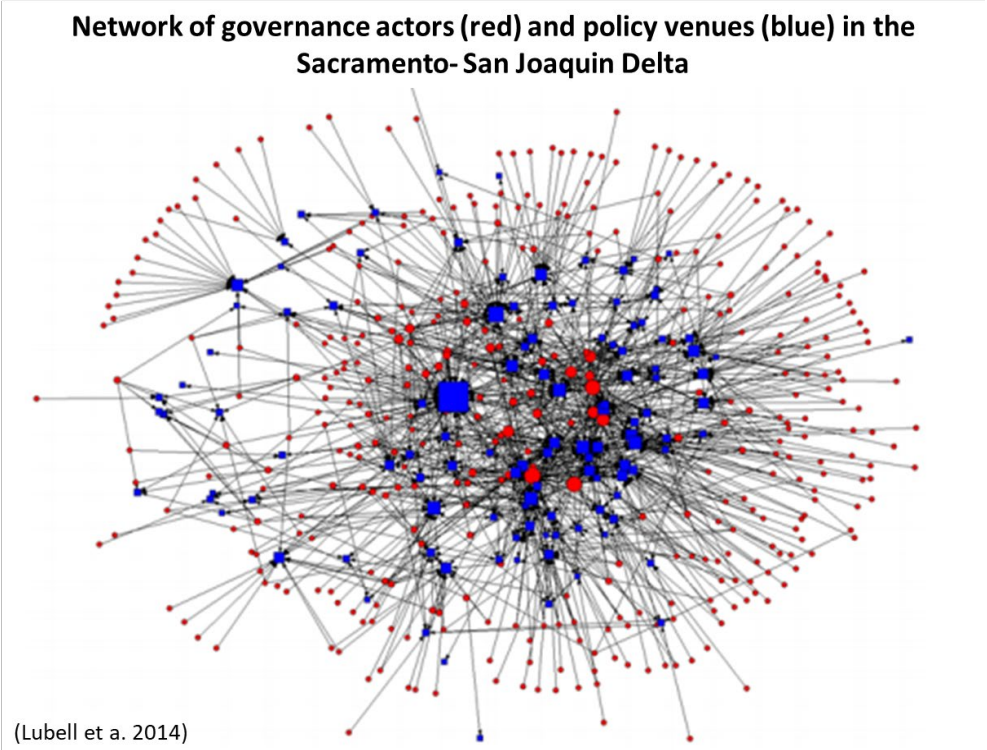 Network of governance actors (red) and policy venues (blue) in the
Sacramento- San Joaquin Delta
(Lubell et a. 2014)